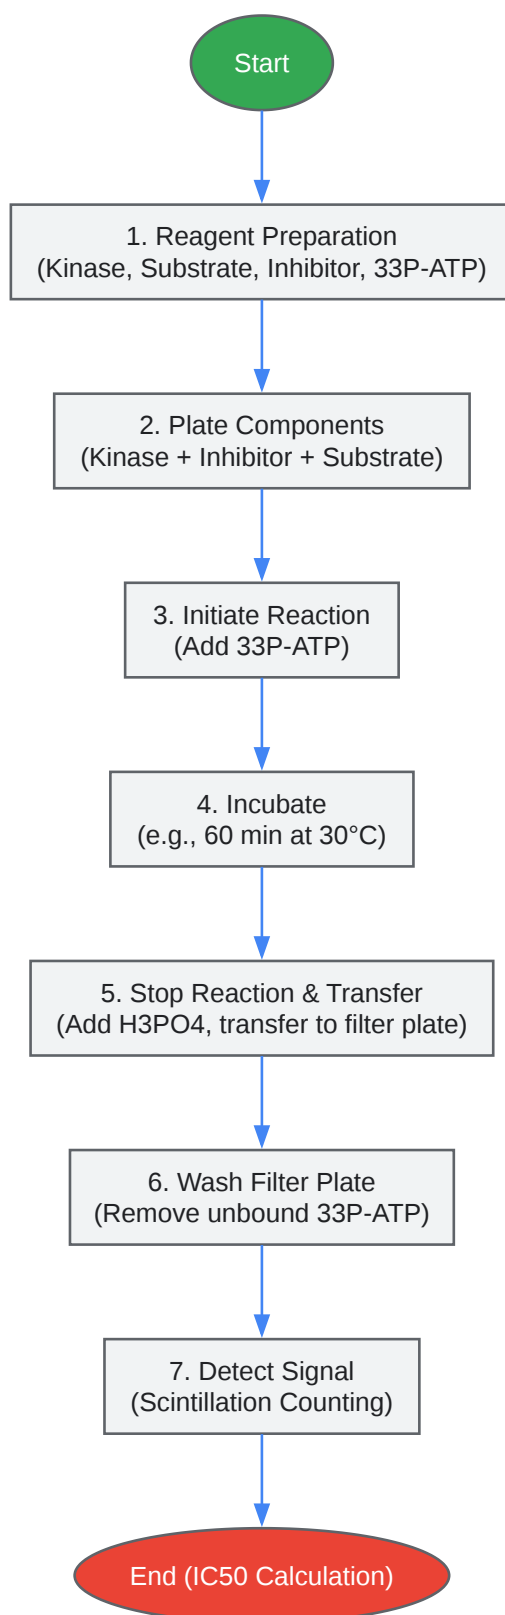 Start
1. Reagent Preparation
(Kinase, Substrate, Inhibitor, 33P-ATP)
2. Plate Components
(Kinase + Inhibitor + Substrate)
3. Initiate Reaction
(Add 33P-ATP)
4. Incubate
(e.g., 60 min at 30°C)
5. Stop Reaction & Transfer
(Add H3PO4, transfer to filter plate)
6. Wash Filter Plate
(Remove unbound 33P-ATP)
7. Detect Signal
(Scintillation Counting)
End (IC50 Calculation)